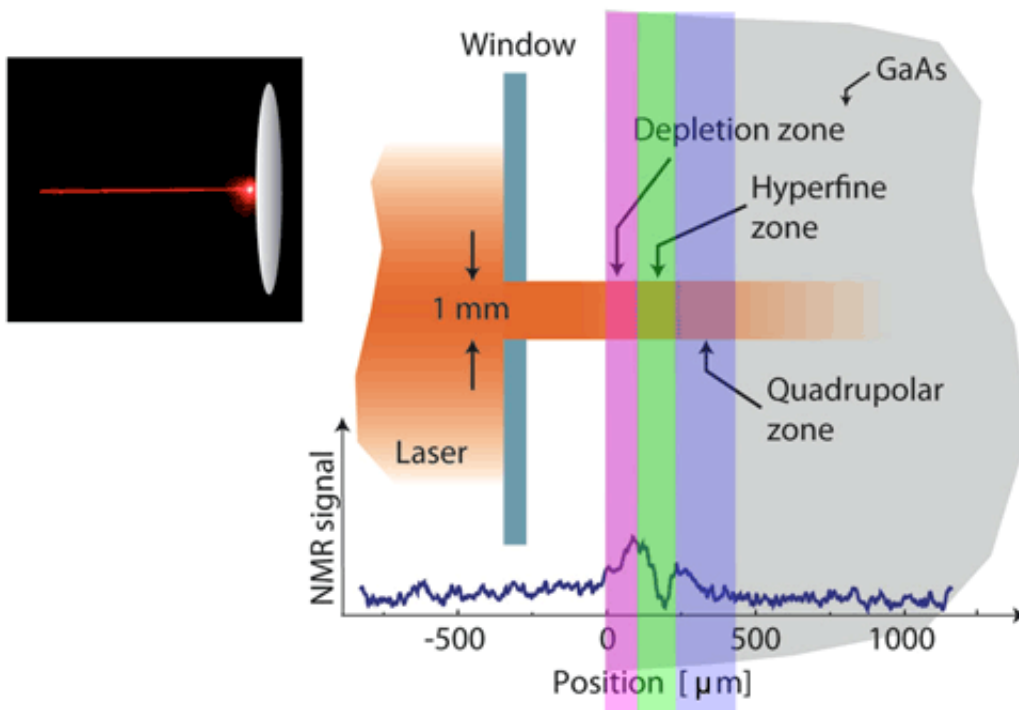 Window
GaAs
Depletion zone
Hyperfine
zone
1 mm
Quadrupolar
zone
Laser
NMR signal
-500
0
500
1000
Position [ μm]